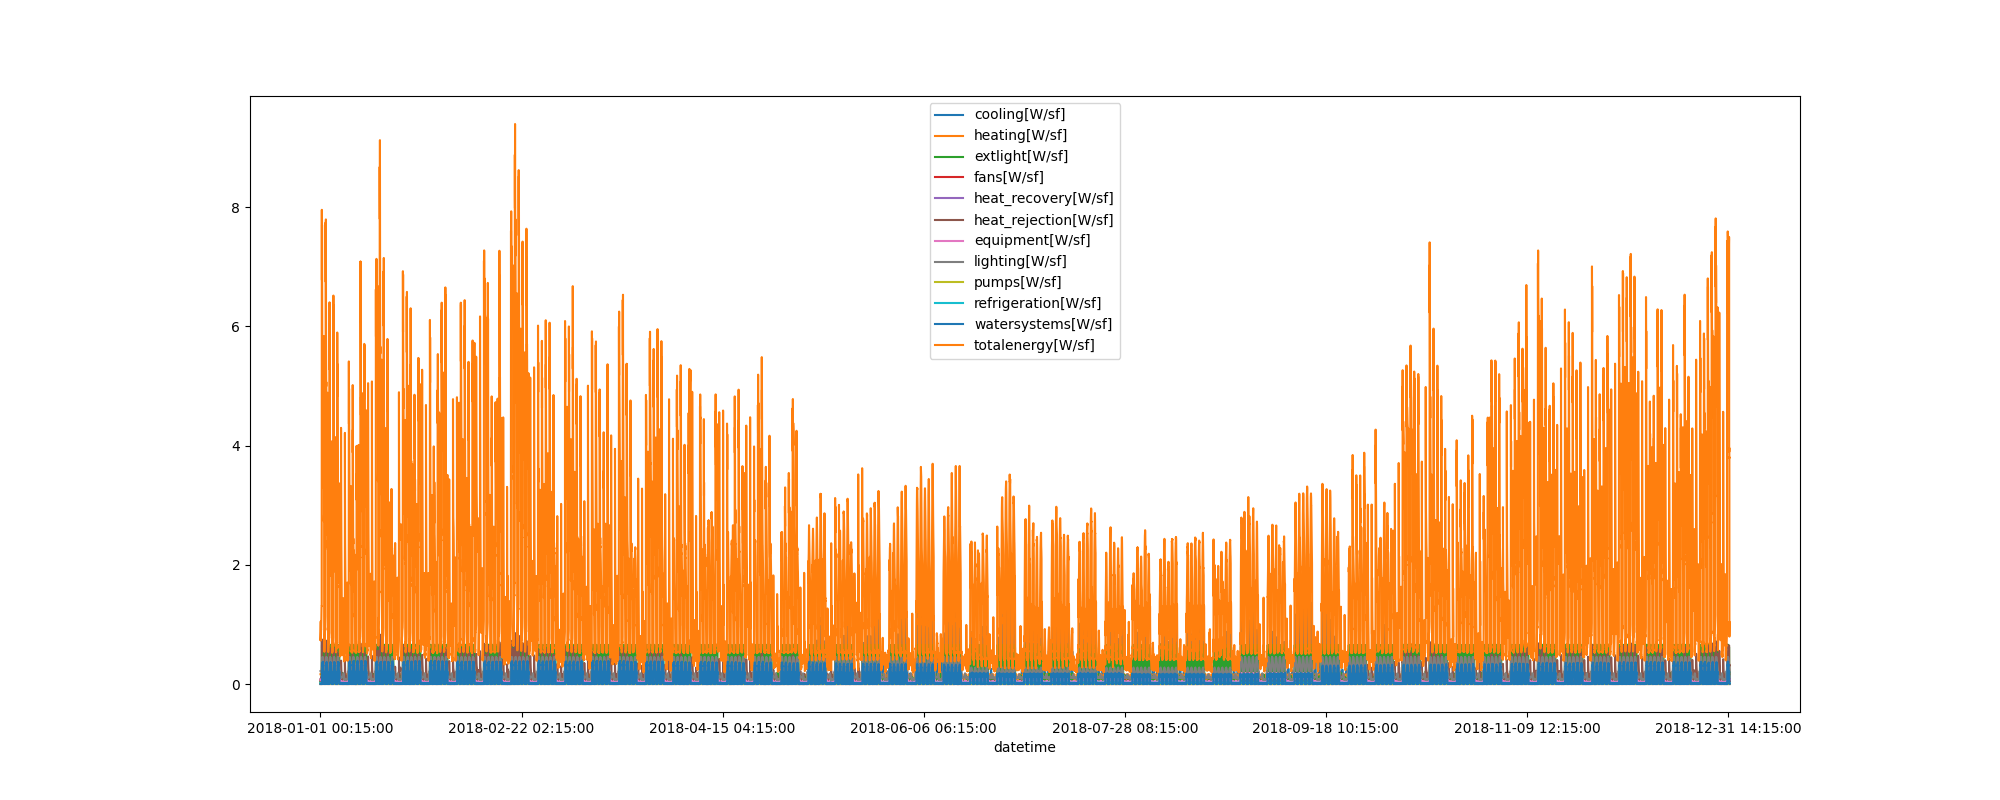 cooling[W/sf]
heating[W/sf]
extlight[W/sf]
fans[W/sf]
heat_recovery[W/sf]
heat_rejection[W/sf]
equipment[W/sf]
lighting[W/sf]
pumps[W/sf]
refrigeration[W/sf]
watersystems[W/sf]
totalenergy[W/sf]
8
6
4
2
0
2018-01-01 00:15:00 2018-02-22 02:15:00 2018-04-15 04:15:00 2018-06-06 06:15:00 2018-07-28 08:15:00 2018-09-18 10:15:00 2018-11-09 12:15:00 2018-12-31 14:15:00
datetime